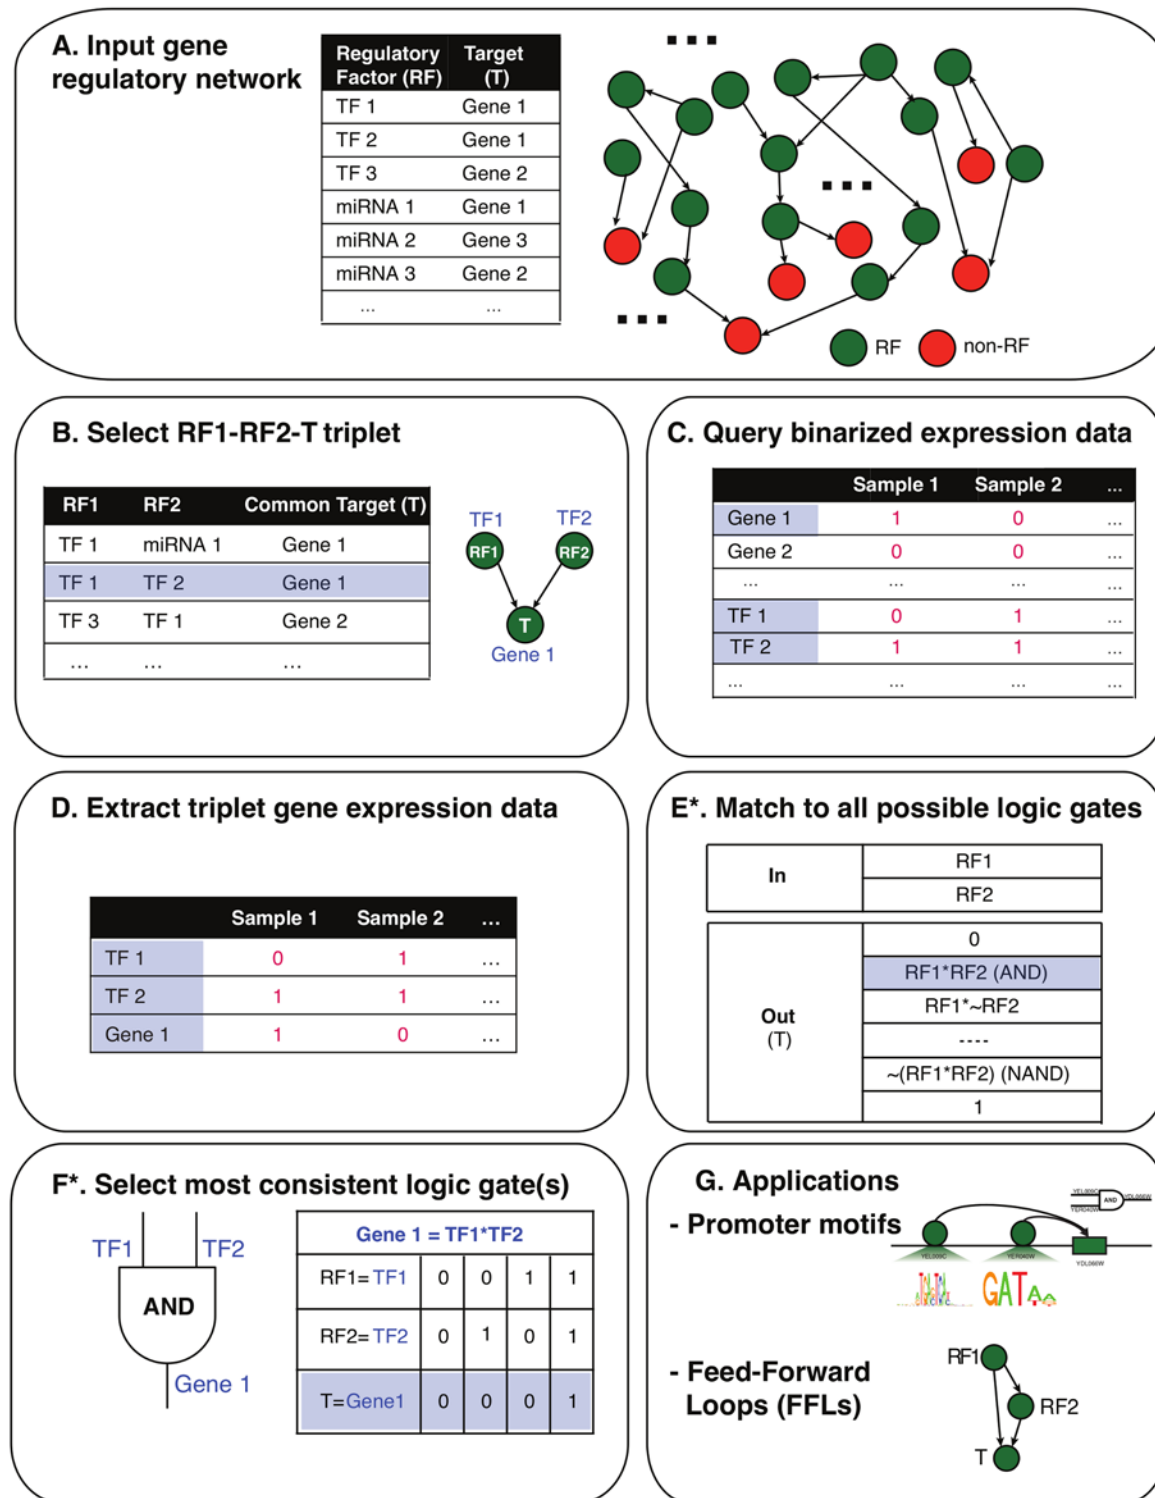 A. Input gene
regulatory network
Regulatory Factor (RF) Target (T)
TF 1 Gene 1
TF 2 Gene 1
TF 3 Gene 2
miRNA 1 Gene 1
miRNA 2 Gene 3
miRNA 3 Gene 2
... ...
RF non-RF
B. Select RF1-RF2-T triplet
RF1 RF2 Common Target (T)
TF 1 miRNA 1 Gene 1
TF 1 TF 2 Gene 1
TF 3 TF 1 Gene 2
... ... ...
TF1 TF2
RF1 RF2
T
Gene 1
C. Query binarized expression data
Sample 1 Sample 2 ...
Gene 1 1 0 ...
Gene 2 0 0 ...
... ... ... ...
TF 1 0 1 ...
TF 2 1 1 ...
... ... ... ...
D. Extract triplet gene expression data
Sample 1 Sample 2 ...
TF 1 0 1 ...
TF 2 1 1 ...
Gene 1 1 0 ...
E*. Match to all possible logic gates
In
RF1
RF2
Out
(T)
0
RF1*RF2 (AND)
RF1*~RF2
----
~(RF1*RF2) (NAND)
1
F*. Select most consistent logic gate(s)
TF1 TF2
AND
Gene 1
Gene 1 = TF1*TF2
RF1=TF1 0 0 1 1
RF2=TF2 0 1 0 1
T=Gene1 0 0 0 1
G. Applications
- Promoter motifs
YEL009C
YER040W
AND
YDL066W
YEL009C YER040W
YDL066W
GATAA
- Feed-Forward
Loops (FFLs)
RF1
RF2
T